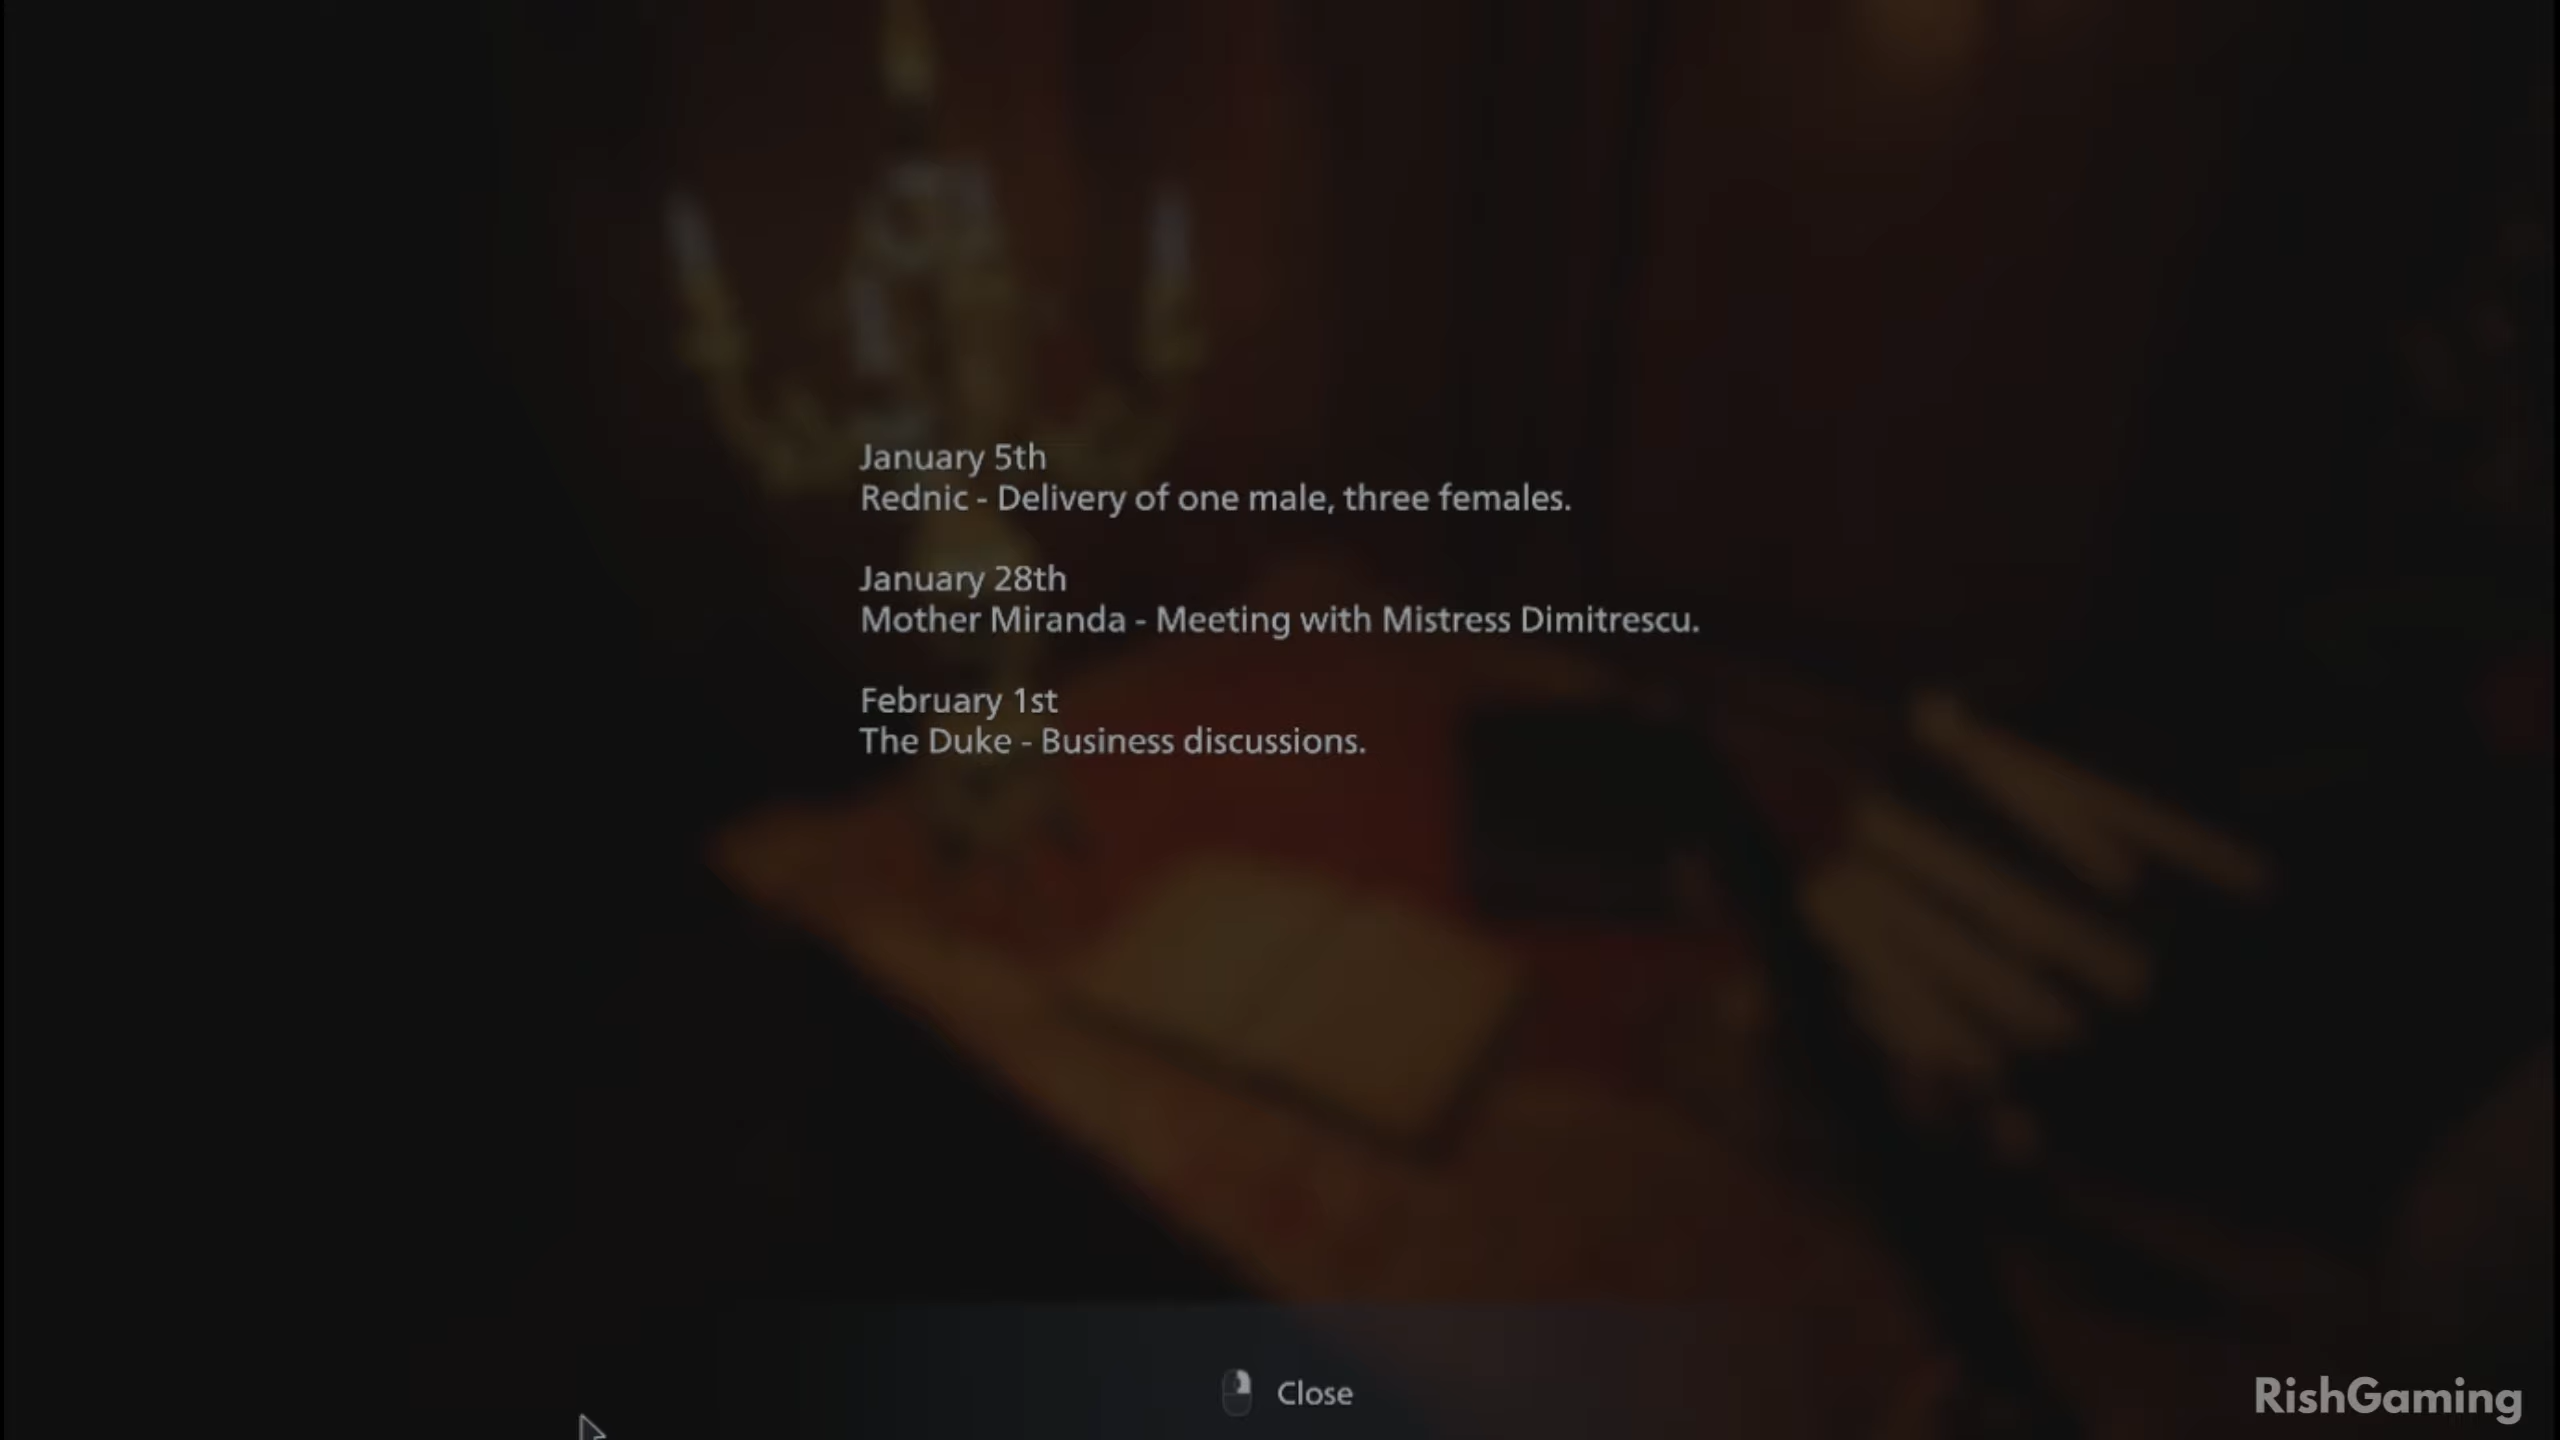 January 5th
Rednic - Delivery of one male, three females.
January 28th
Mother Miranda - Meeting with Mistress Dimitrescu.
February 1st
The Duke - Business discussions.
Close
RishGaming